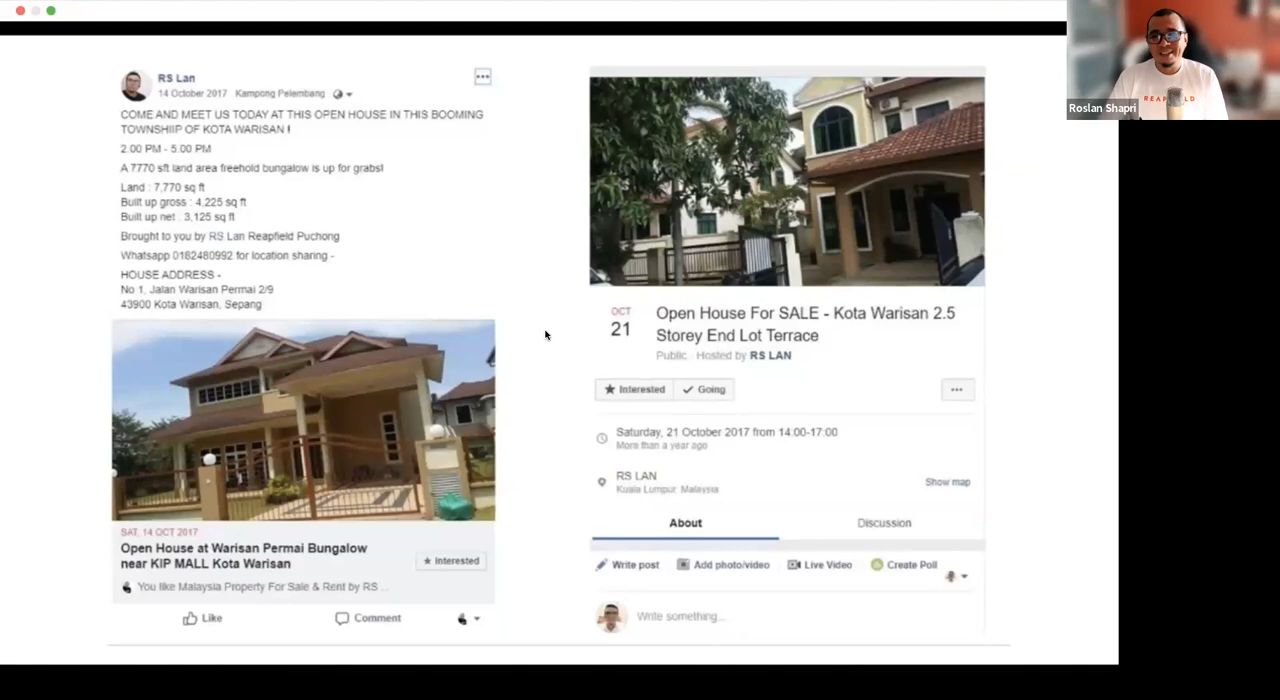 RS Lan
14 October 2017 Kampong Pelembang
COME AND MEET US TODAY AT THIS OPEN HOUSE IN THIS BOOMING
TOWNSHIIP OF KOTA WARISAN !
2.00 PM - 5.00 PM
A 7770 sft land area freehold bungalow is up for grabs!
Land : 7,770 sq ft
Built up gross : 4,225 sq ft
Built up net : 3,125 sq ft
Brought to you by RS Lan Reapfield Puchong
Whatsapp 0182480992 for location sharing -
HOUSE ADDRESS -
No 1, Jalan Warisan Permai 2/9
43900 Kota Warisan, Sepang
SAT, 14 OCT 2017
Open House at Warisan Permai Bungalow
near KIP MALL Kota Warisan
★ Interested
You like Malaysia Property For Sale & Rent by RS ...
Like
Comment
OCT
21
Open House For SALE - Kota Warisan 2.5
Storey End Lot Terrace
Public · Hosted by RS LAN
★ Interested
✓ Going
Saturday, 21 October 2017 from 14:00-17:00
More than a year ago
RS LAN
Kuala Lumpur, Malaysia
Show map
About
Discussion
Write post
Add photo/video
Live Video
Create Poll
Write something...
REAPFIELD
Roslan Shapri